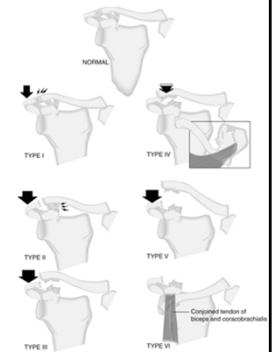 NORMAL
TYPE I
TYPE IV
TYPE II
TYPE V
Conjoined tendon of
biceps and coracobrachialis
TYPE III
TYPE VI